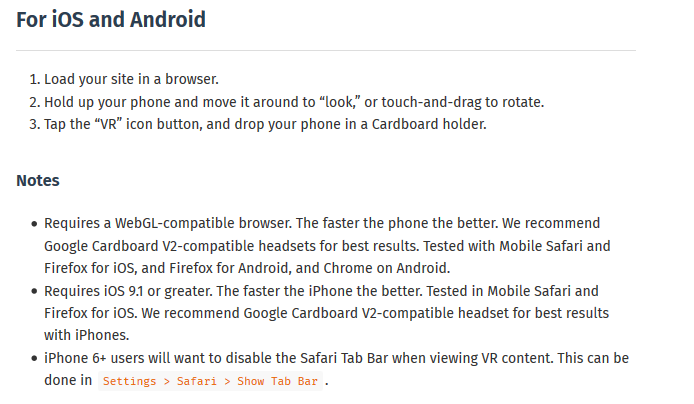 For iOS and Android
1. Load your site in a browser.
2. Hold up your phone and move it around to “look,” or touch-and-drag to rotate.
3. Tap the “VR” icon button, and drop your phone in a Cardboard holder.
Notes
• Requires a WebGL-compatible browser. The faster the phone the better. We recommend
Google Cardboard V2-compatible headsets for best results. Tested with Mobile Safari and
Firefox for iOS, and Firefox for Android, and Chrome on Android.
• Requires iOS 9.1 or greater. The faster the iPhone the better. Tested in Mobile Safari and
Firefox for iOS. We recommend Google Cardboard V2-compatible headset for best results
with iPhones.
• iPhone 6+ users will want to disable the Safari Tab Bar when viewing VR content. This can be
done in Settings > Safari > Show Tab Bar .